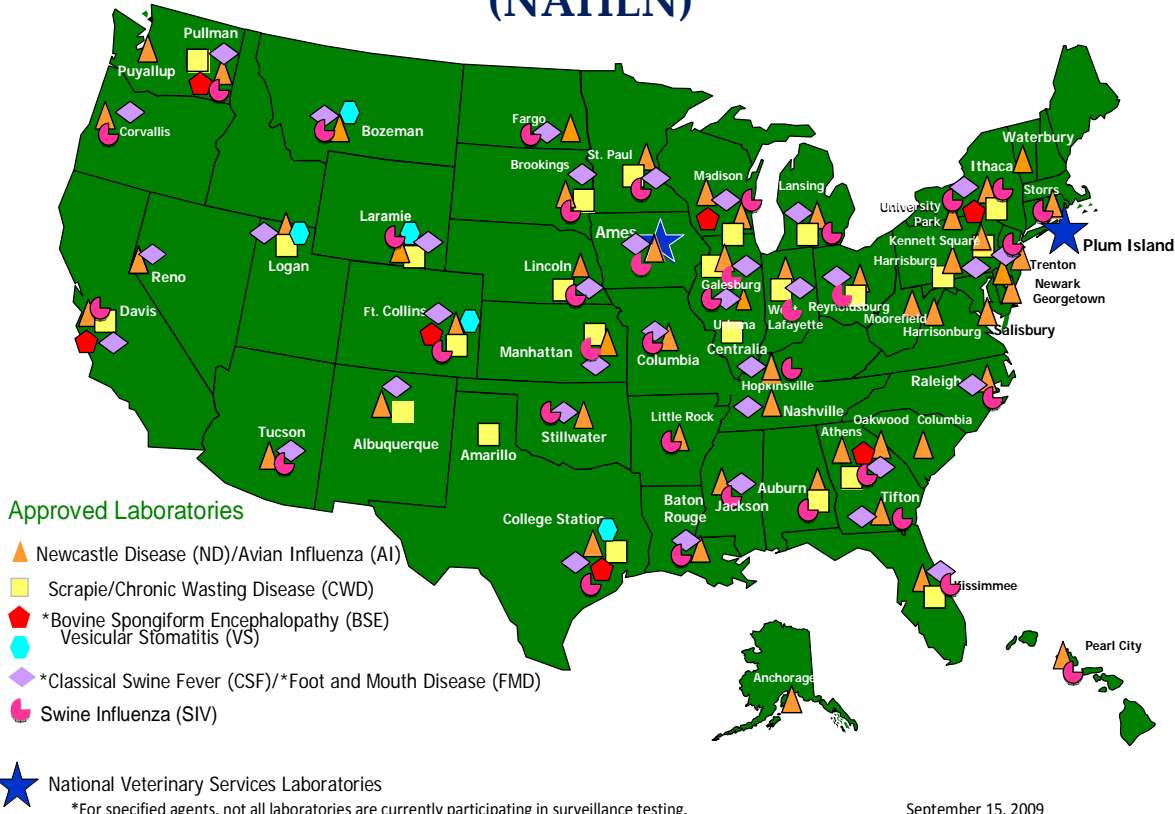 (NAHLN)
Pullman
Puyallup
Corvallis
Bozeman
Fargo
Brookings
St. Paul
Madison
Lansing
Waterbury
Ithaca
Storrs
University
Park
Kennett Square
Harrisburg
Plum Island
Trenton
Newark
Georgetown
Salisbury
Laramie
Logan
Reno
Davis
Ames
Lincoln
Galesburg
Urbana
West
Lafayette
Reynoldsburg
Moorefield
Harrisonburg
Ft. Collins
Manhattan
Columbia
Centralia
Hopkinsville
Nashville
Raleigh
Tucson
Albuquerque
Amarillo
Stillwater
Little Rock
Athens
Oakwood
Columbia
College Station
Baton
Rouge
Jackson
Auburn
Tifton
Kissimmee
Anchorage
Pearl City
Approved Laboratories
Newcastle Disease (ND)/Avian Influenza (AI)
Scrapie/Chronic Wasting Disease (CWD)
*Bovine Spongiform Encephalopathy (BSE)
Vesicular Stomatitis (VS)
*Classical Swine Fever (CSF)/*Foot and Mouth Disease (FMD)
Swine Influenza (SIV)
National Veterinary Services Laboratories
*For specified agents, not all laboratories are currently participating in surveillance testing.
September 15, 2009